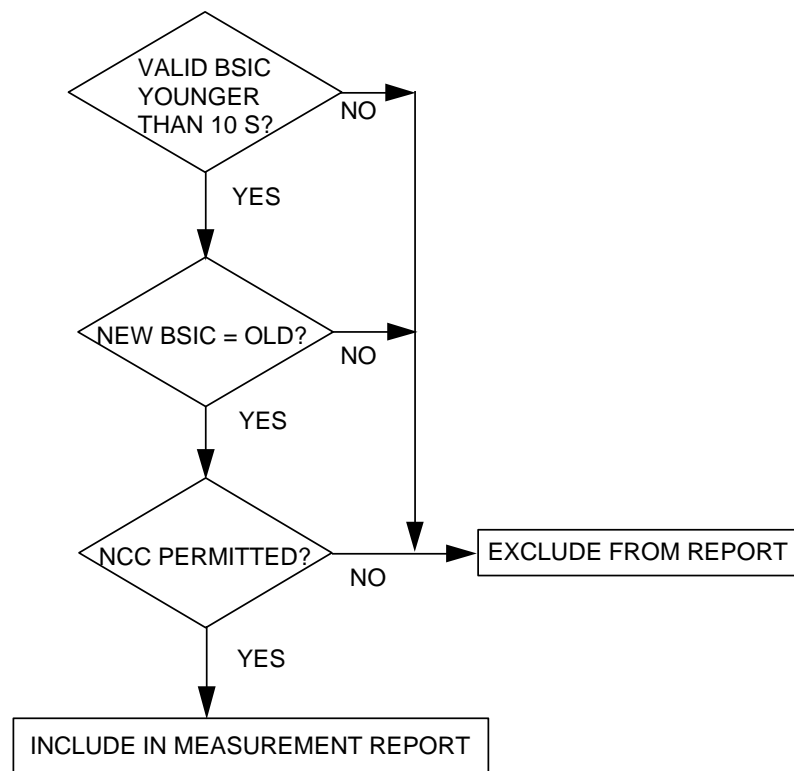 VALID BSIC
YOUNGER
THAN 10 S?
NO
YES
NEW BSIC = OLD?
NO
YES
NCC PERMITTED?
NO
EXCLUDE FROM REPORT
YES
INCLUDE IN MEASUREMENT REPORT